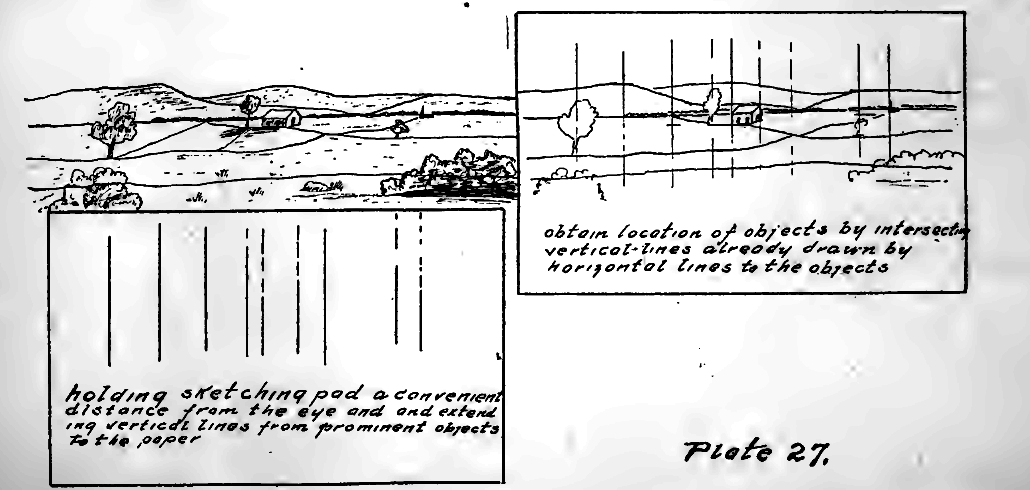 obtain location of objects by intersecting
vertical lines already drawn by
horizontal lines to the objects
holding sketching pad a convenient
distance from the eye and and extend
ing vertical lines from prominent objects
to the paper
Plate 27.